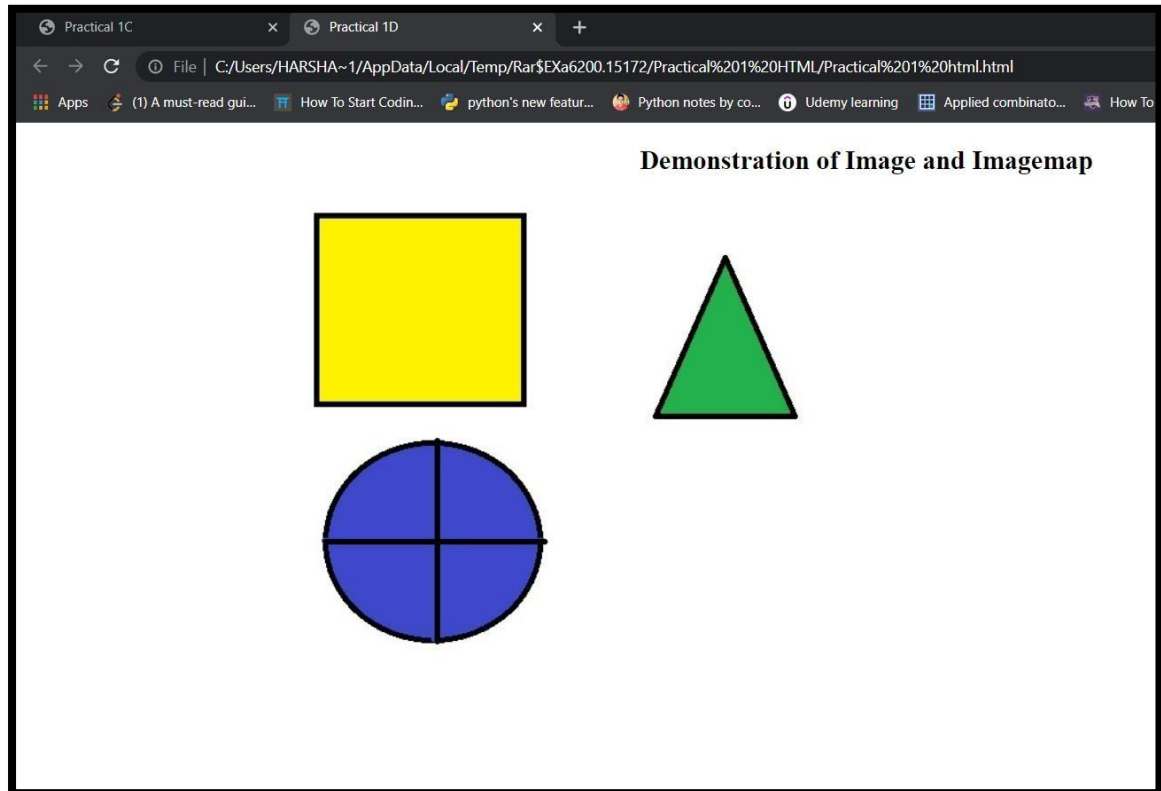 Practical 1C
Practical 1D
File | C:/Users/HARSHA~1/AppData/Local/Temp/Rar$EXa6200.15172/Practical%201%20HTML/Practical%201%20html.html
Apps (1) A must-read gui... How To Start Codin... python's new featur... Python notes by co... Udemy learning Applied combinato... How To
Demonstration of Image and Imagemap